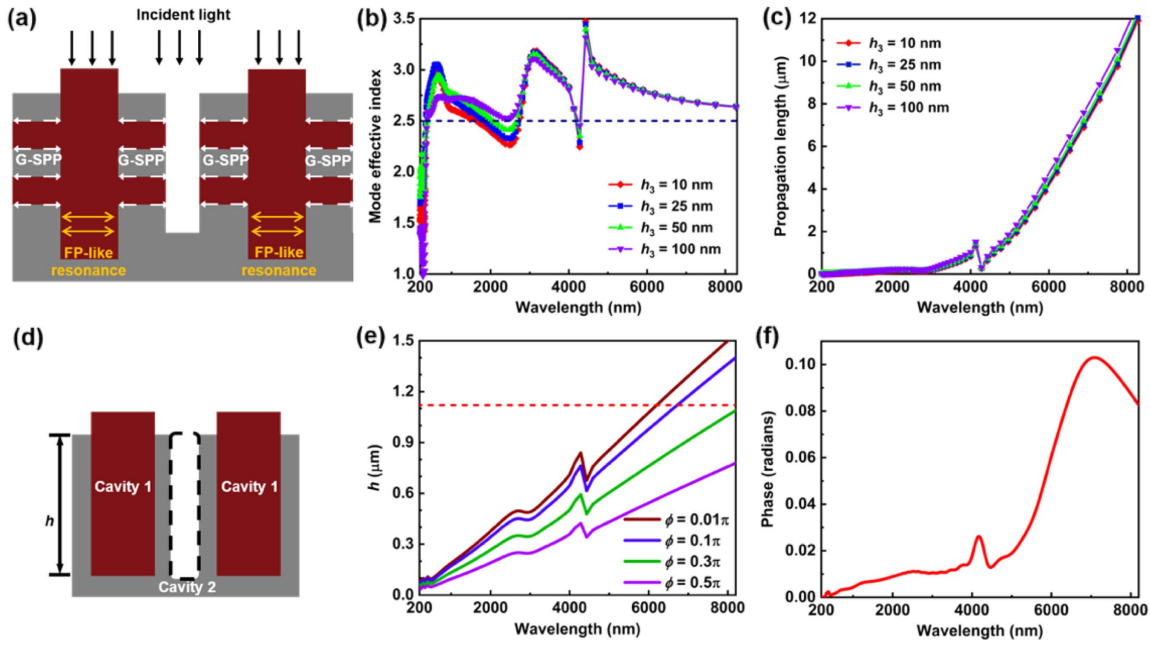 (a)
Incident light
G-SPP
G-SPP
G-SPP
G-SPP
FP-like
resonance
FP-like
resonance
(b)
3.5
3.0
2.5
2.0
1.5
1.0
Mode effective index
h₃ = 10 nm
h₃ = 25 nm
h₃ = 50 nm
h₃ = 100 nm
200 2000 4000 6000 8000
Wavelength (nm)
(c)
12
10
8
6
4
2
0
Propagation length (μm)
h₃ = 10 nm
h₃ = 25 nm
h₃ = 50 nm
h₃ = 100 nm
200 2000 4000 6000 8000
Wavelength (nm)
(d)
h
Cavity 1
Cavity 1
Cavity 2
(e)
1.5
1.2
0.9
0.6
0.3
0.0
h (μm)
ϕ = 0.01π
ϕ = 0.1π
ϕ = 0.3π
ϕ = 0.5π
200 2000 4000 6000 8000
Wavelength (nm)
(f)
0.10
0.08
0.06
0.04
0.02
0.00
Phase (radians)
200 2000 4000 6000 8000
Wavelength (nm)